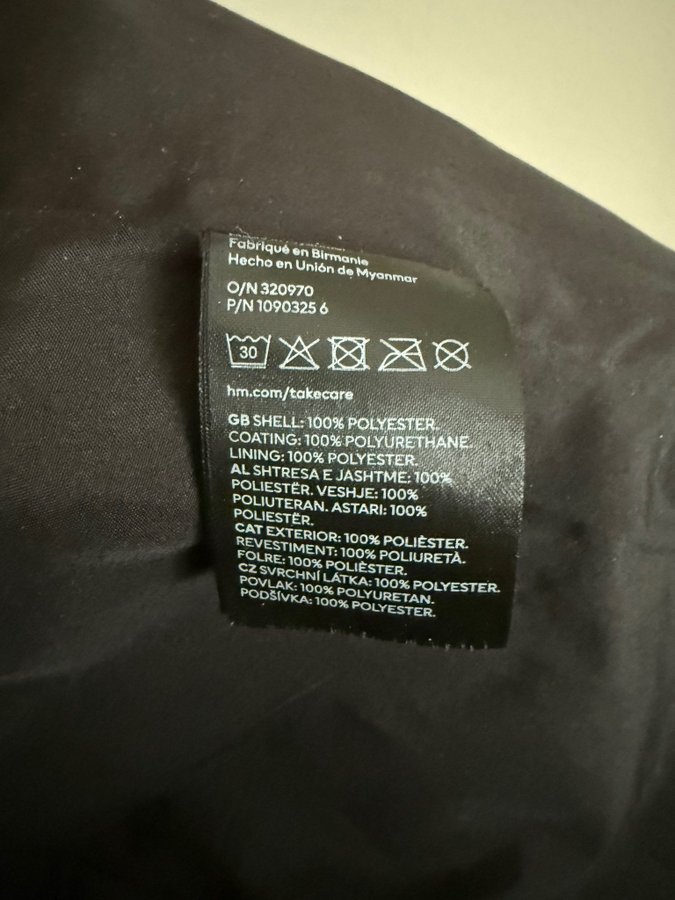 Fabriqué en Birmanie
Hecho en Unión de Myanmar
O/N 320970
P/N 1090325 6
30
hm.com/takecare
GB SHELL: 100% POLYESTER.
COATING: 100% POLYURETHANE.
LINING: 100% POLYESTER.
AL SHTRESA E JASHTME: 100%
POLIESTËR. VESHJE: 100%
POLIUTERAN. ASTARI: 100%
POLIESTËR.
CAT EXTERIOR: 100% POLIÈSTER.
REVESTIMENT: 100% POLIURETÀ.
FOLRE: 100% POLIÈSTER.
CZ SVRCHNÍ LÁTKA: 100% POLYESTER.
POVLAK: 100% POLYURETAN.
PODŠÍVKA: 100% POLYESTER.